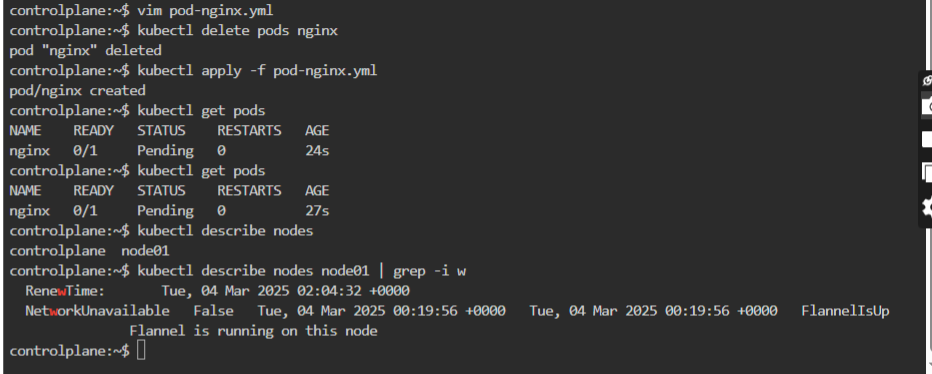 controlplane:~$ vim pod-nginx.yml
controlplane:~$ kubectl delete pods nginx
pod "nginx" deleted
controlplane:~$ kubectl apply -f pod-nginx.yml
pod/nginx created
controlplane:~$ kubectl get pods
NAME    READY   STATUS    RESTARTS   AGE
nginx   0/1     Pending   0          24s
controlplane:~$ kubectl get pods
NAME    READY   STATUS    RESTARTS   AGE
nginx   0/1     Pending   0          27s
controlplane:~$ kubectl describe nodes
controlplane  node01
controlplane:~$ kubectl describe nodes node01 | grep -i w
  RenewTime:       Tue, 04 Mar 2025 02:04:32 +0000
  NetworkUnavailable   False   Tue, 04 Mar 2025 00:19:56 +0000   Tue, 04 Mar 2025 00:19:56 +0000   FlannelIsUp
               Flannel is running on this node
controlplane:~$